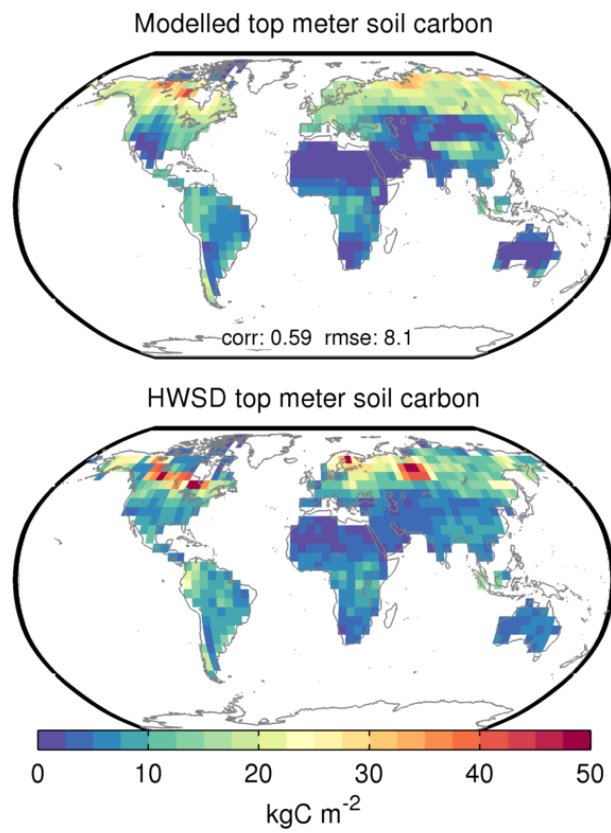 Modelled top meter soil carbon
corr: 0.59 rmse: 8.1
HWSD top meter soil carbon
0 10 20 30 40 50
kgC m⁻²